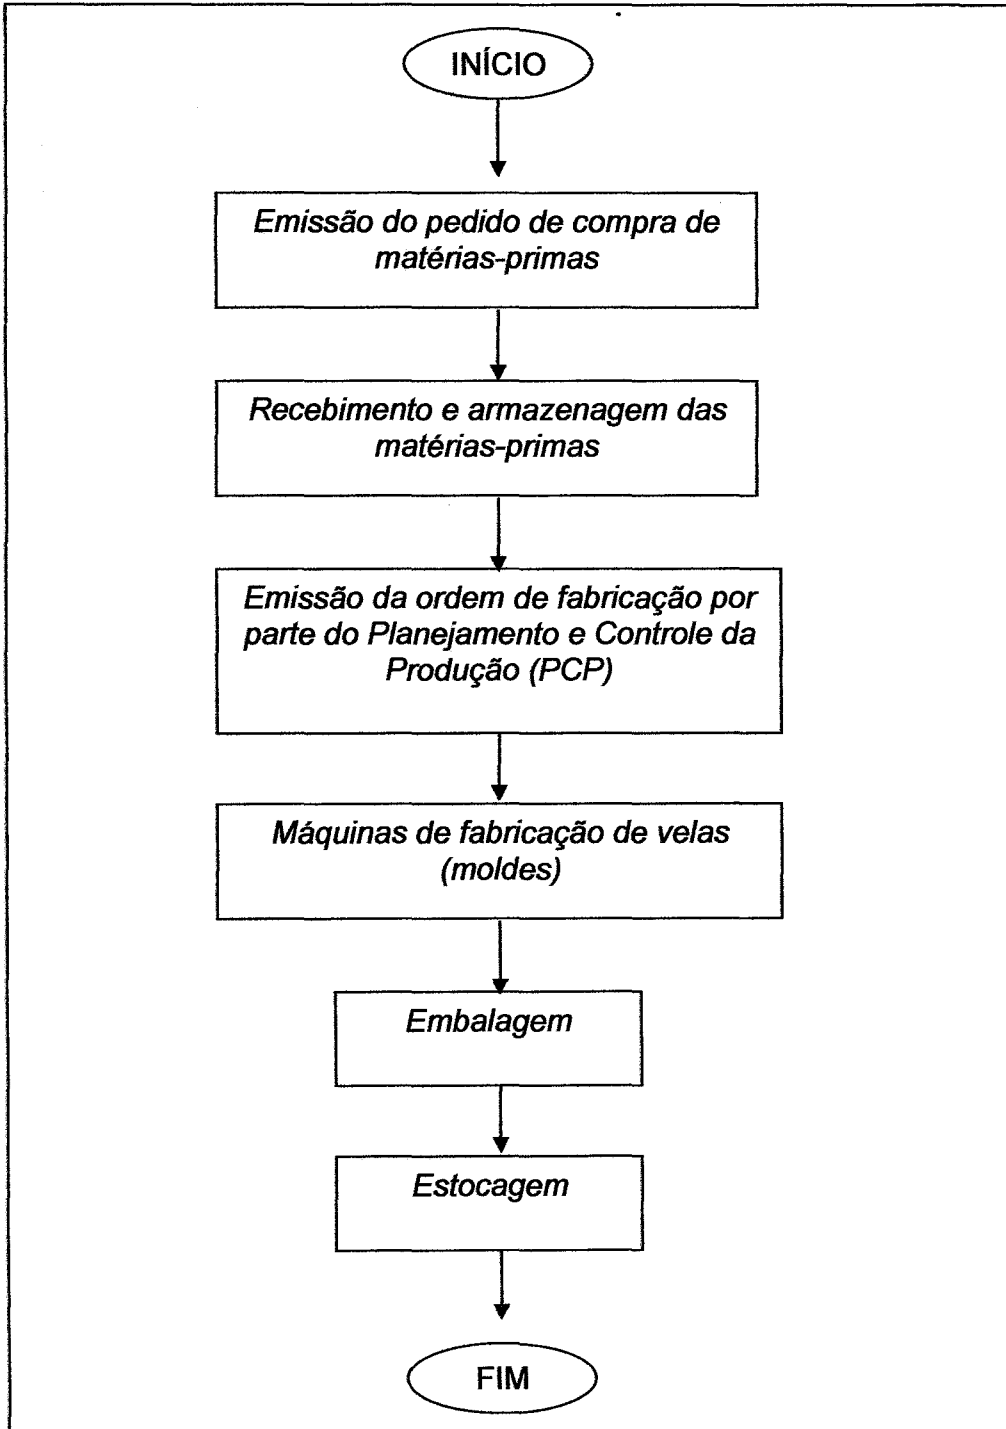 INÍCIO
Emissão do pedido de compra de
matérias-primas
Recebimento e armazenagem das
matérias-primas
Emissão da ordem de fabricação por
parte do Planejamento e Controle da
Produção (PCP)
Máquinas de fabricação de velas
(moldes)
Embalagem
Estocagem
FIM